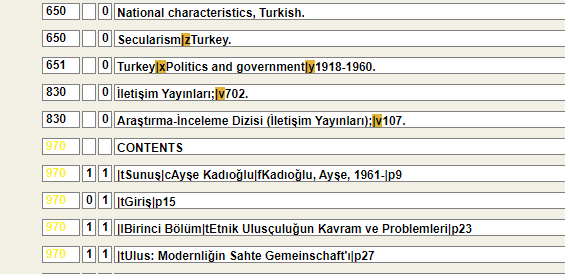 650 0 National characteristics, Turkish.
650 0 Secularism|zTurkey.
651 0 Turkey|xPolitics and government|y1918-1960.
830 0 İletişim Yayınları;|v702.
830 0 Araştırma-İnceleme Dizisi (İletişim Yayınları);|v107.
970 CONTENTS
970 1 1 |tSunuş|cAyşe Kadıoğlu|fKadıoğlu, Ayşe, 1961-|p9
970 0 1 |tGiriş|p15
970 1 1 |lBirinci Bölüm|tEtnik Ulusçuluğun Kavram ve Problemleri|p23
970 1 1 |tUlus: Modernliğin Sahte Gemeinschaft'ı|p27